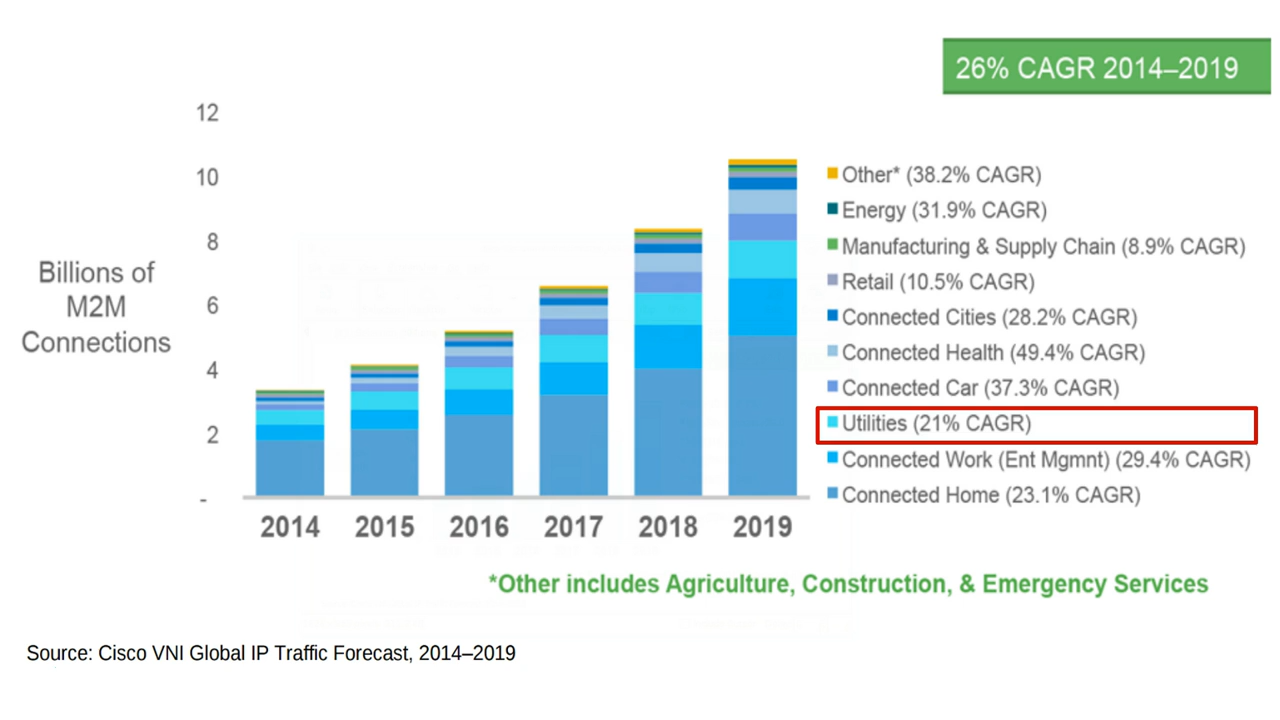 26% CAGR 2014–2019
12
10
8
6
4
2
-
Billions of
M2M
Connections
Other* (38.2% CAGR)
Energy (31.9% CAGR)
Manufacturing & Supply Chain (8.9% CAGR)
Retail (10.5% CAGR)
Connected Cities (28.2% CAGR)
Connected Health (49.4% CAGR)
Connected Car (37.3% CAGR)
Utilities (21% CAGR)
Connected Work (Ent Mgmnt) (29.4% CAGR)
Connected Home (23.1% CAGR)
2014 2015 2016 2017 2018 2019
*Other includes Agriculture, Construction, & Emergency Services
Source: Cisco VNI Global IP Traffic Forecast, 2014–2019